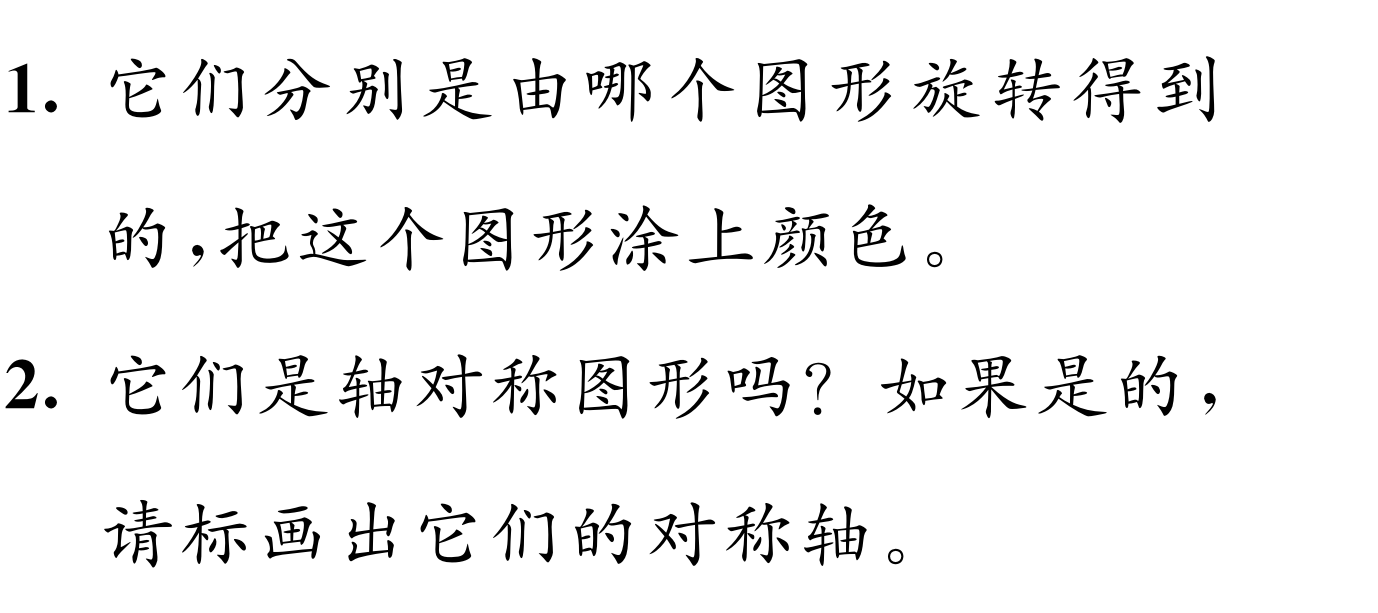 1. 它们分别是由哪个图形旋转得到
的,把这个图形涂上颜色。
2. 它们是轴对称图形吗? 如果是的,
请标画出它们的对称轴。